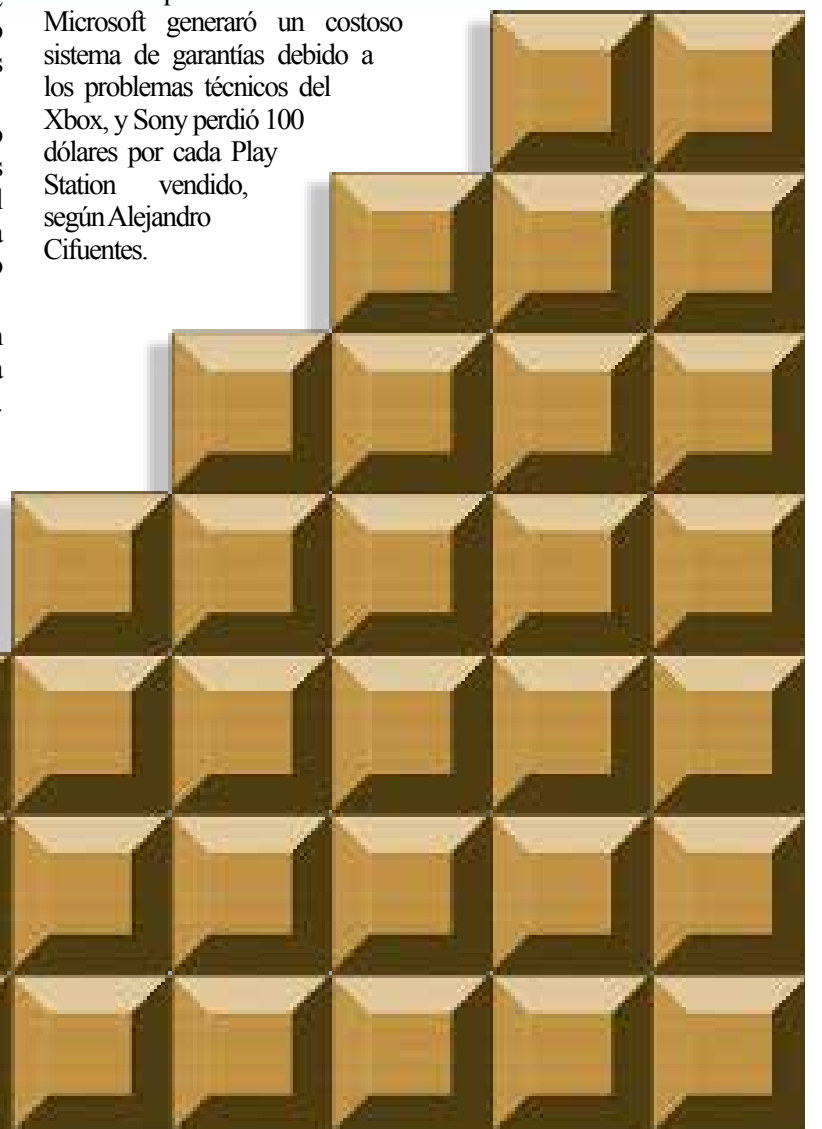 Microsoft generaró un costoso
sistema de garantías debido a
los problemas técnicos del
Xbox, y Sony perdió 100
dólares por cada Play
Station vendido,
según Alejandro
Cifuentes.